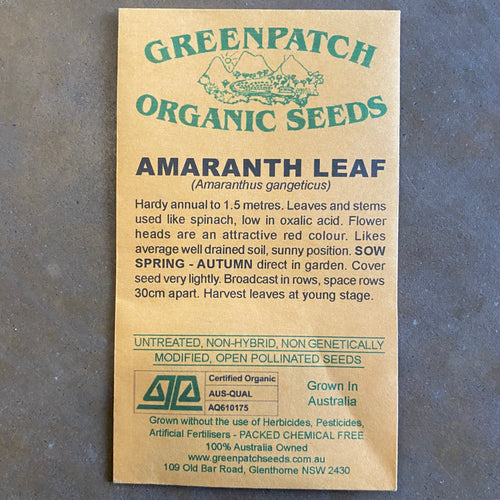 GREENPATCH
ORGANIC SEEDS
AMARANTH LEAF
(Amaranthus gangeticus)
Hardy annual to 1.5 metres. Leaves and stems
used like spinach, low in oxalic acid. Flower
heads are an attractive red colour. Likes
average well drained soil, sunny position. SOW
SPRING - AUTUMN direct in garden. Cover
seed very lightly. Broadcast in rows, space rows
30cm apart. Harvest leaves at young stage.
UNTREATED, NON-HYBRID, NON GENETICALLY
MODIFIED, OPEN POLLINATED SEEDS
Certified Organic
AUS-QUAL
AQ610175
Grown In
Australia
Grown without the use of Herbicides, Pesticides,
Artificial Fertilisers - PACKED CHEMICAL FREE
100% Australian Owned
www.greenpatchseeds.com.au
109 Old Bar Road, Glenthorne NSW 2430